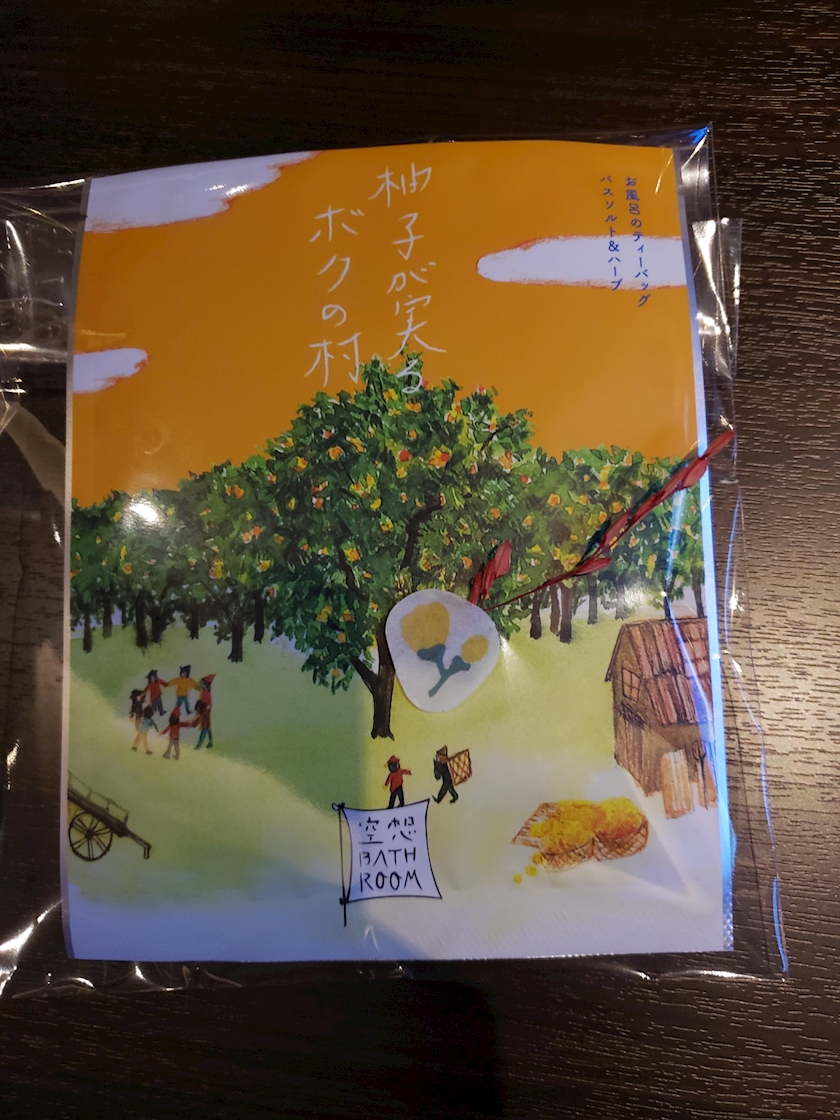 柚子が実る
ボクの村
お風呂のティーバッグ
バスソルト&ハーブ
空想
BATH
ROOM